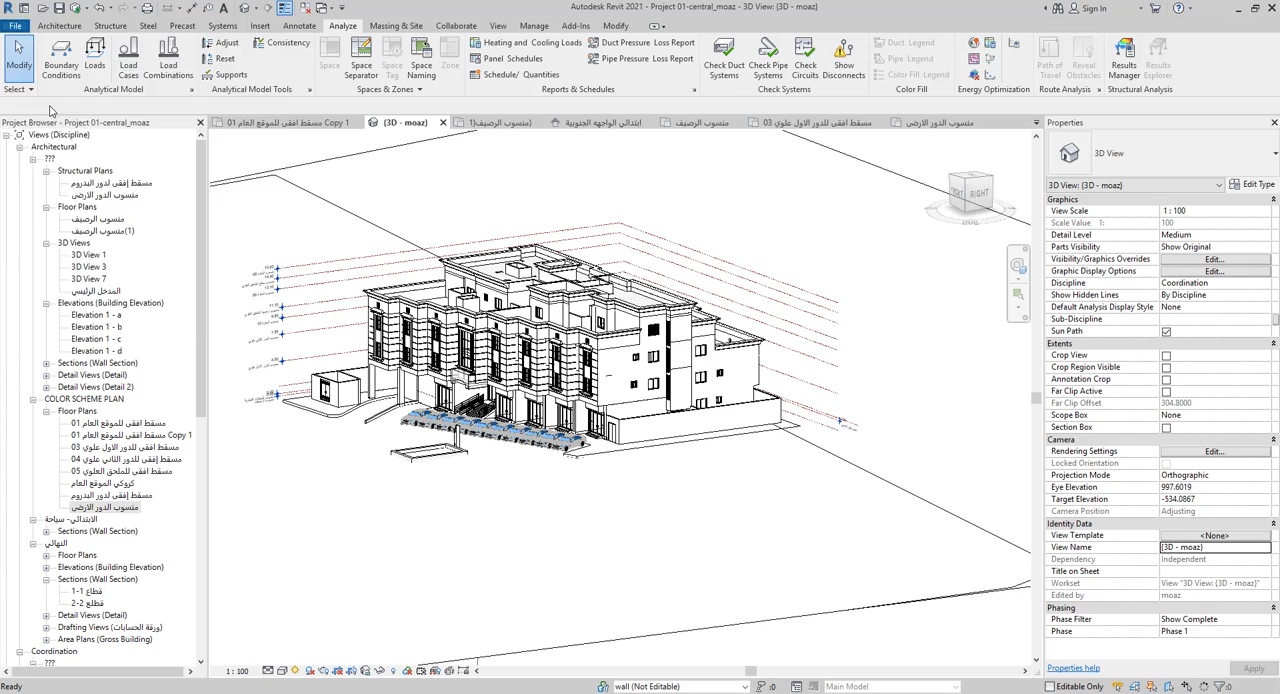 Autodesk Revit 2021 - Project 01-central_moaz - 3D View: {3D - moaz}
Sign In
File Architecture Structure Steel Precast Systems Insert Annotate Analyze Massing & Site Collaborate View Manage Add-Ins Modify
Modify
Select
Boundary Conditions
Loads
Load Cases
Load Combinations
Analytical Model
Adjust
Reset
Supports
Consistency
Analytical Model Tools
Space
Space Separator
Space Tag
Space Naming
Zone
Spaces & Zones
Heating and Cooling Loads
Panel Schedules
Schedule/ Quantities
Duct Pressure Loss Report
Pipe Pressure Loss Report
Reports & Schedules
Check Duct Systems
Check Pipe Systems
Check Circuits
Show Disconnects
Check Systems
Duct Legend
Pipe Legend
Color Fill Legend
Color Fill
Energy Optimization
Path of Travel
Reveal Obstacles
Route Analysis
Results Manager
Results Explorer
Structural Analysis
Project Browser - Project 01-central_moaz
Views (Discipline)
Architectural
???
Structural Plans
مسقط إفقى لدور البدروم
منسوب الدور الارضى
Floor Plans
منسوب الرصيف
منسوب الرصيف(1)
3D Views
3D View 1
3D View 3
3D View 7
المدخل الرئيسي
Elevations (Building Elevation)
Elevation 1 - a
Elevation 1 - b
Elevation 1 - c
Elevation 1 - d
Sections (Wall Section)
Detail Views (Detail)
Detail Views (Detail 2)
COLOR SCHEME PLAN
Floor Plans
مسقط افقى للموقع العام 01
مسقط افقى للموقع العام 01 Copy 1
مسقط افقى للدور الاول علوي 03
مسقط إفقى للدور الثاني علوي 04
مسقط افقى للملحق العلوي 05
كروكي الموقع العام
مسقط إفقى لدور البدروم
منسوب الدور الارضى
الابتدائي- سياحة
Sections (Wall Section)
النهائي
Floor Plans
Elevations (Building Elevation)
Sections (Wall Section)
قطاع 1-1
قطلع 2-2
Detail Views (Detail)
Drafting Views (ورقة الحسابات)
Area Plans (Gross Building)
Coordination
???
مسقط افقى للموقع العام 01 Copy 1
{3D - moaz}
منسوب الرصيف(1)
ابتدائي الواجهه الجنوبية
منسوب الرصيف
مسقط افقى للدور الاول علوي 03
منسوب الدور الارضى
RIGHT
Properties
3D View
3D View: {3D - moaz}
Edit Type
Graphics
View Scale 1 : 100
Scale Value 1: 100
Detail Level Medium
Parts Visibility Show Original
Visibility/Graphics Overrides Edit...
Graphic Display Options Edit...
Discipline Coordination
Show Hidden Lines By Discipline
Default Analysis Display Style None
Sub-Discipline
Sun Path
Extents
Crop View
Crop Region Visible
Annotation Crop
Far Clip Active
Far Clip Offset 304.8000
Scope Box None
Section Box
Camera
Rendering Settings Edit...
Locked Orientation
Projection Mode Orthographic
Eye Elevation 997.6019
Target Elevation -534.0867
Camera Position Adjusting
Identity Data
View Template <None>
View Name {3D - moaz}
Dependency Independent
Title on Sheet
Workset View "3D View: {3D - moaz}"
Edited by moaz
Phasing
Phase Filter Show Complete
Phase Phase 1
Properties help
Apply
1 : 100
Ready
wall (Not Editable)
:0
Main Model
Editable Only
:0